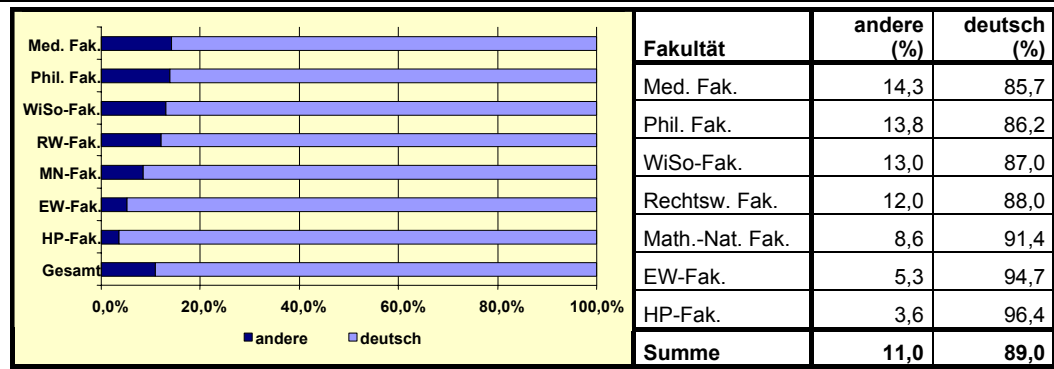 Med. Fak.
Phil. Fak.
WiSo-Fak.
RW-Fak.
MN-Fak.
EW-Fak.
HP-Fak.
Gesamt
0,0% 20,0% 40,0% 60,0% 80,0% 100,0%
andere deutsch
Fakultät andere (%) deutsch (%)
Med. Fak. 14,3 85,7
Phil. Fak. 13,8 86,2
WiSo-Fak. 13,0 87,0
Rechtsw. Fak. 12,0 88,0
Math.-Nat. Fak. 8,6 91,4
EW-Fak. 5,3 94,7
HP-Fak. 3,6 96,4
Summe 11,0 89,0